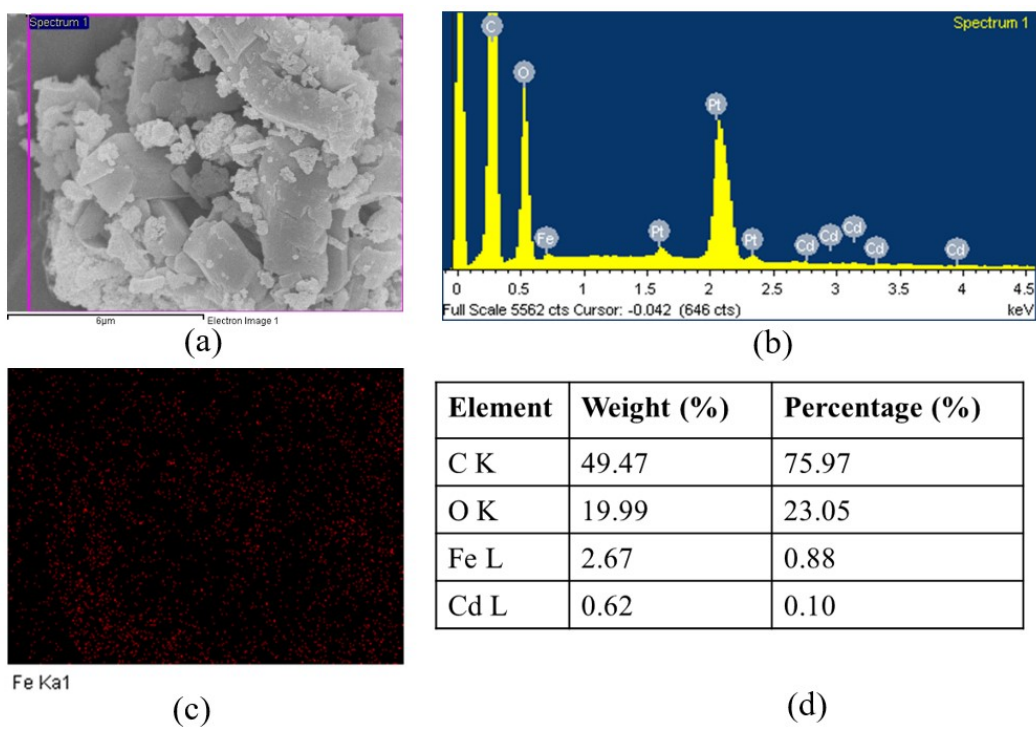 Spectrum 1
6µm
Electron Image 1
(a)
Spectrum 1
C
O
Fe
Pt
Pt
Pt
Cd
Cd
Cd
Cd
Cd
0 0.5 1 1.5 2 2.5 3 3.5 4 4.5
Full Scale 5562 cts Cursor: -0.042 (646 cts)
keV
(b)
Fe Ka1
(c)
Element Weight (%) Percentage (%)
C K 49.47 75.97
O K 19.99 23.05
Fe L 2.67 0.88
Cd L 0.62 0.10
(d)